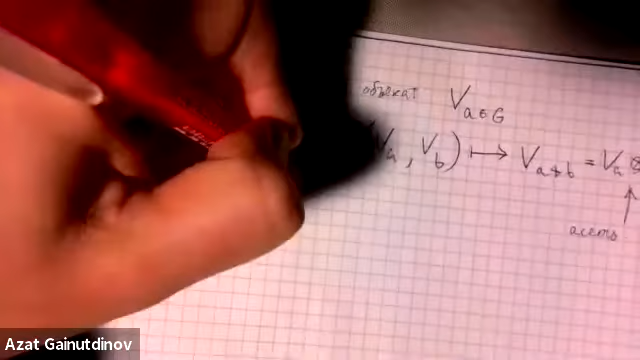 объект V_{a∈G}
V_a, V_b) ↦ V_{a+b} = V_a ⊗
Azat Gainutdinov